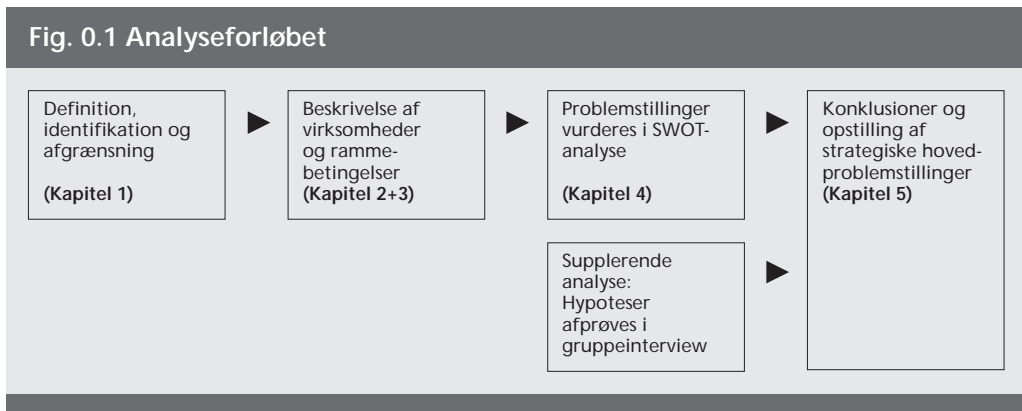 Fig. 0.1 Analyseforløbet
Definition,
identifikation og
afgrænsning
(Kapitel 1)
Beskrivelse af
virksomheder
og ramme-
betingelser
(Kapitel 2+3)
Problemstillinger
vurderes i SWOT-
analyse
(Kapitel 4)
Supplerende
analyse:
Hypoteser
afprøves i
gruppeinterview
Konklusioner og
opstilling af
strategiske hoved-
problemstillinger
(Kapitel 5)